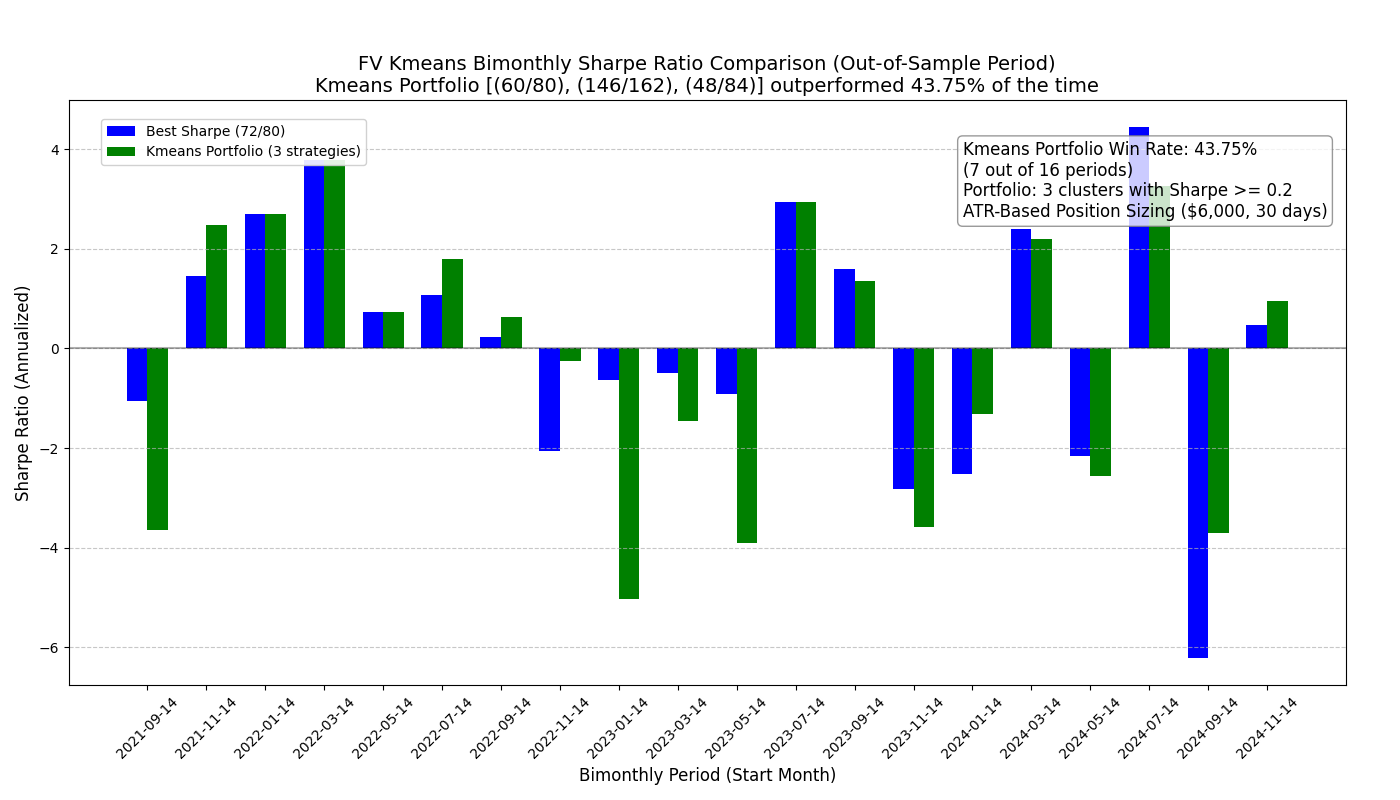 FV Kmeans Bimonthly Sharpe Ratio Comparison (Out-of-Sample Period)
Kmeans Portfolio [(60/80), (146/162), (48/84)] outperformed 43.75% of the time
Best Sharpe (72/80)
Kmeans Portfolio (3 strategies)
Kmeans Portfolio Win Rate: 43.75%
(7 out of 16 periods)
Portfolio: 3 clusters with Sharpe >= 0.2
ATR-Based Position Sizing ($6,000, 30 days)
Sharpe Ratio (Annualized)
4
2
0
−2
−4
−6
2021-09-14
2021-11-14
2022-01-14
2022-03-14
2022-05-14
2022-07-14
2022-09-14
2022-11-14
2023-01-14
2023-03-14
2023-05-14
2023-07-14
2023-09-14
2023-11-14
2024-01-14
2024-03-14
2024-05-14
2024-07-14
2024-09-14
2024-11-14
Bimonthly Period (Start Month)